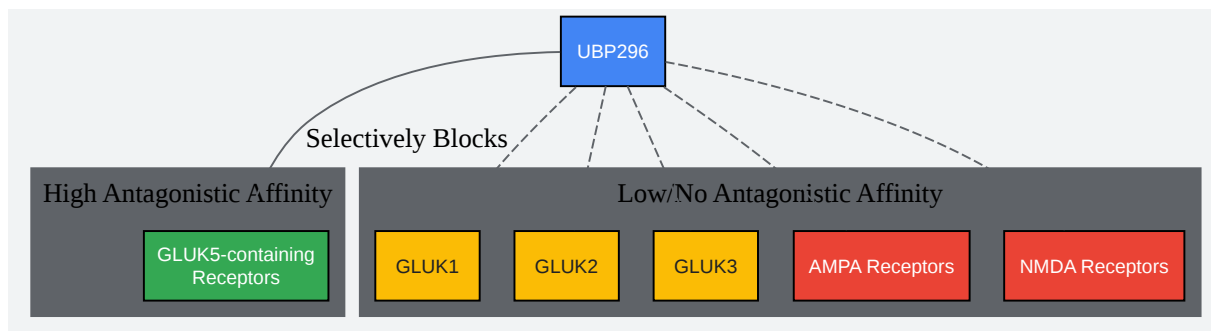 UBP296
Selectively Blocks
High Antagonistic Affinity
Low/No Antagonistic Affinity
GLUK5-containing
Receptors
GLUK1
GLUK2
GLUK3
AMPA Receptors
NMDA Receptors